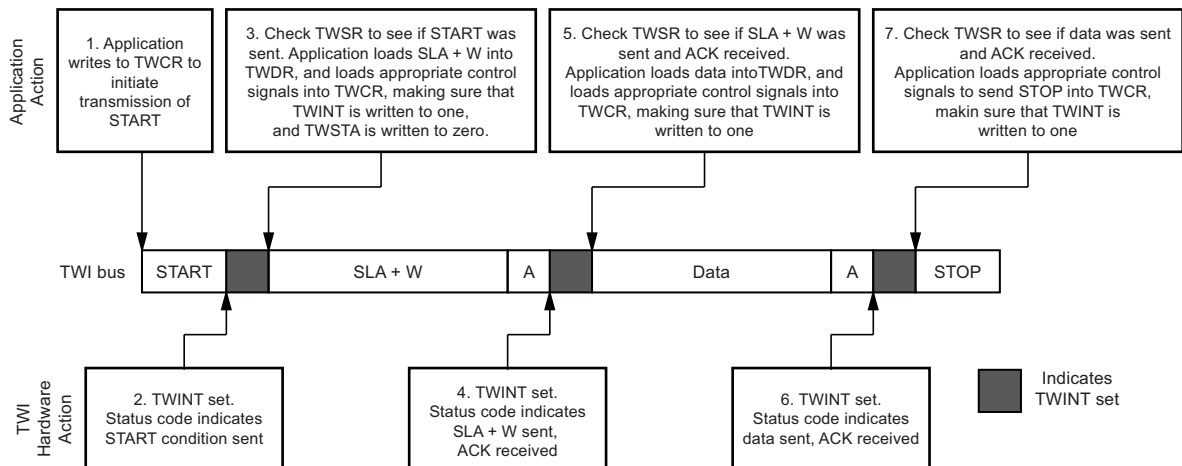 Application
Action
1. Application
writes to TWCR to
initiate
transmission of
START
3. Check TWSR to see if START was
sent. Application loads SLA + W into
TWDR, and loads appropriate control
signals into TWCR, making sure that
TWINT is written to one,
and TWSTA is written to zero.
5. Check TWSR to see if SLA + W was
sent and ACK received.
Application loads data intoTWDR, and
loads appropriate control signals into
TWCR, making sure that TWINT is
written to one
7. Check TWSR to see if data was sent
and ACK received.
Application loads appropriate control
signals to send STOP into TWCR,
makin sure that TWINT is
written to one
TWI bus
START
SLA + W
A
Data
A
STOP
TWI
Hardware
Action
2. TWINT set.
Status code indicates
START condition sent
4. TWINT set.
Status code indicates
SLA + W sent,
ACK received
6. TWINT set.
Status code indicates
data sent, ACK received
Indicates
TWINT set